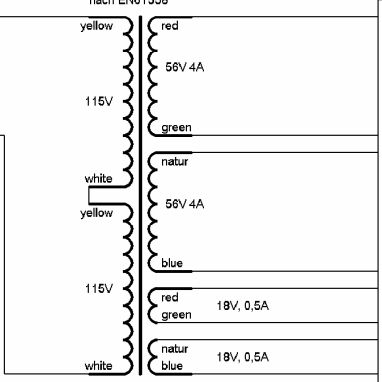 nach EN61558
yellow
red
56V 4A
115V
green
natur
white
56V 4A
yellow
blue
115V
red
18V, 0,5A
green
natur
18V, 0,5A
white
blue